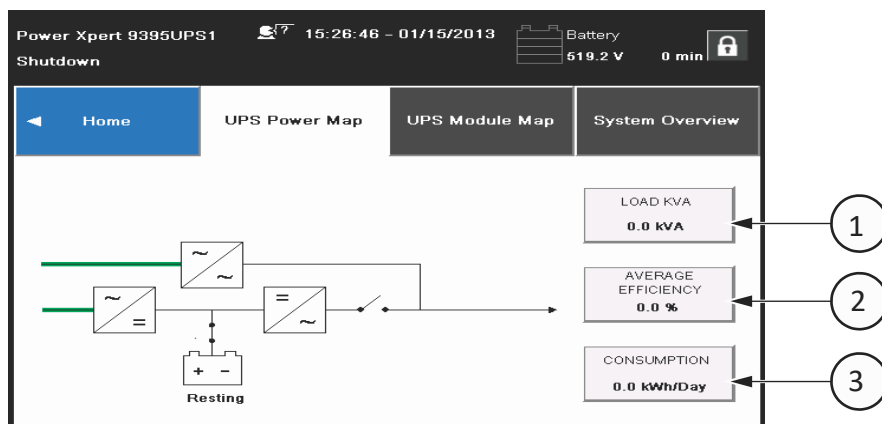 Power Xpert 9395UPS1
15:26:46 - 01/15/2013
Battery
Shutdown
519.2 V 0 min
Home
UPS Power Map
UPS Module Map
System Overview
LOAD KVA
0.0 kVA
1
AVERAGE
EFFICIENCY
0.0 %
2
CONSUMPTION
0.0 kWh/Day
3
~
~
~
=
=
~
+ -
Resting